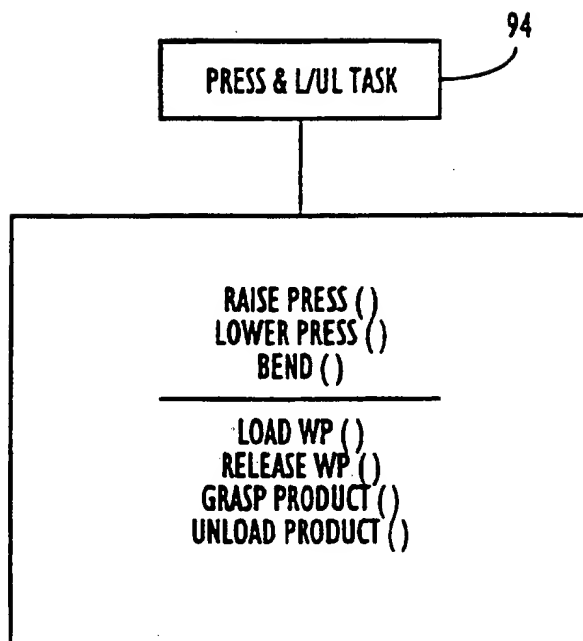 94
PRESS & L/UL TASK
RAISE PRESS ()
LOWER PRESS ()
BEND ()
LOAD WP ()
RELEASE WP ()
GRASP PRODUCT ()
UNLOAD PRODUCT ()